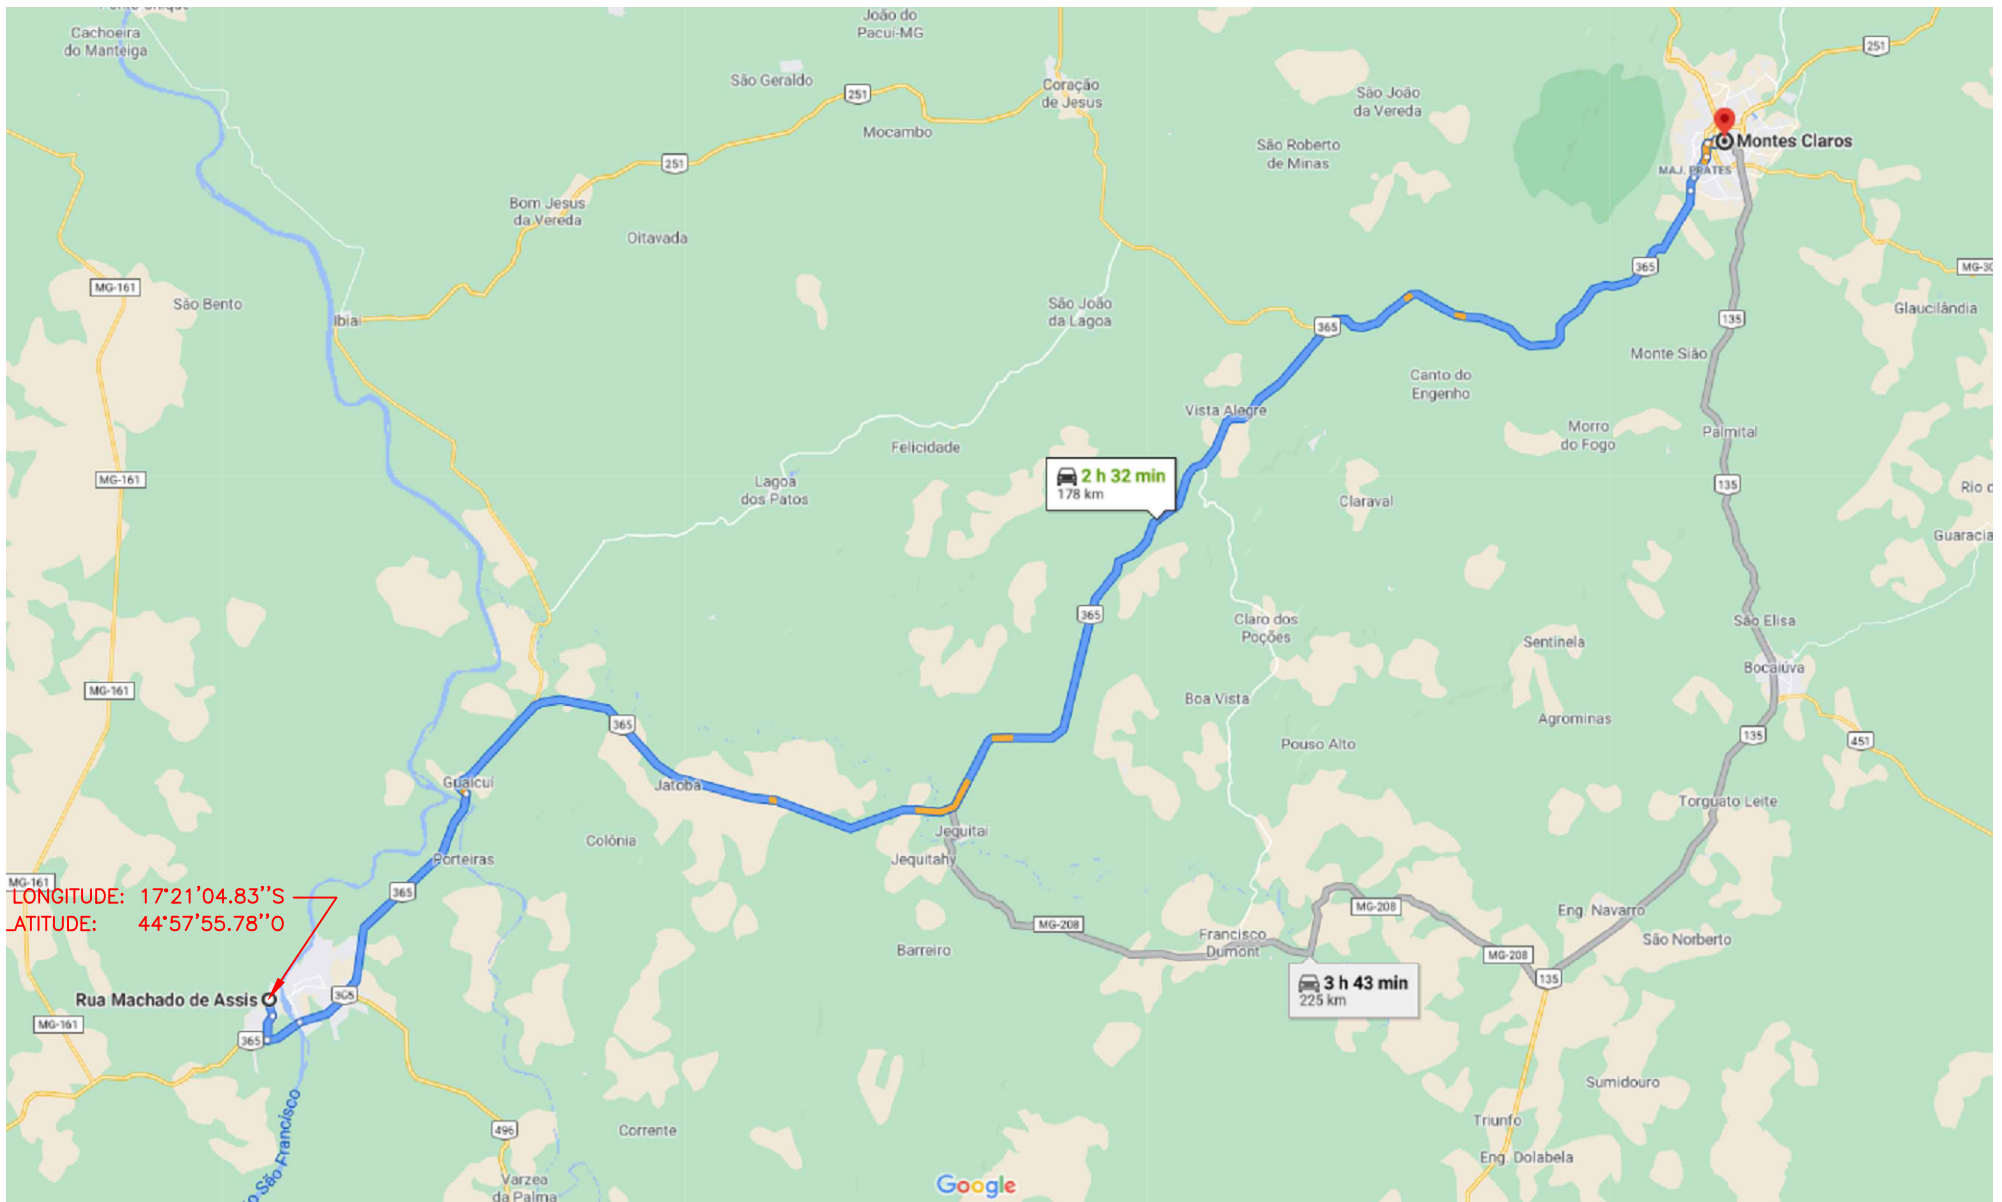 Cachoeira
do Manteiga
João do
Pacuí-MG
251
São Geraldo
251
Coração
de Jesus
São João
da Vereda
Mocambo
Montes Claros
251
São Roberto
de Minas
MAJ. PRATES
Bom Jesus
da Vereda
Oitavada
365
MG-161
São Bento
São João
da Lagoa
Glaucilândia
Ibiaí
365
135
Monte Sião
Canto do
Engenho
Vista Alegre
Morro
do Fogo
Palmital
Felicidade
2 h 32 min
178 km
MG-161
Lagoa
dos Patos
Claraval
135
Guaracia
365
Claro dos
Poções
São Elisa
Sentinela
Bocaiúva
MG-161
Boa Vista
Agrominas
365
135
451
Pouso Alto
Guaicuí
Jatobá
Torguato Leite
Jequitaí
Colônia
Jequitahy
Porteiras
MG-161
365
LONGITUDE: 17°21'04.83''S
LATITUDE: 44°57'55.78''O
MG-208
Eng. Navarro
MG-208
Francisco
Dumont
São Norberto
Barreiro
MG-208
3 h 43 min
225 km
135
Rua Machado de Assis
365
MG-161
365
Sumidouro
São Francisco
496
Corrente
Triunfo
Eng. Dolabela
Varzea
da Palma
Google